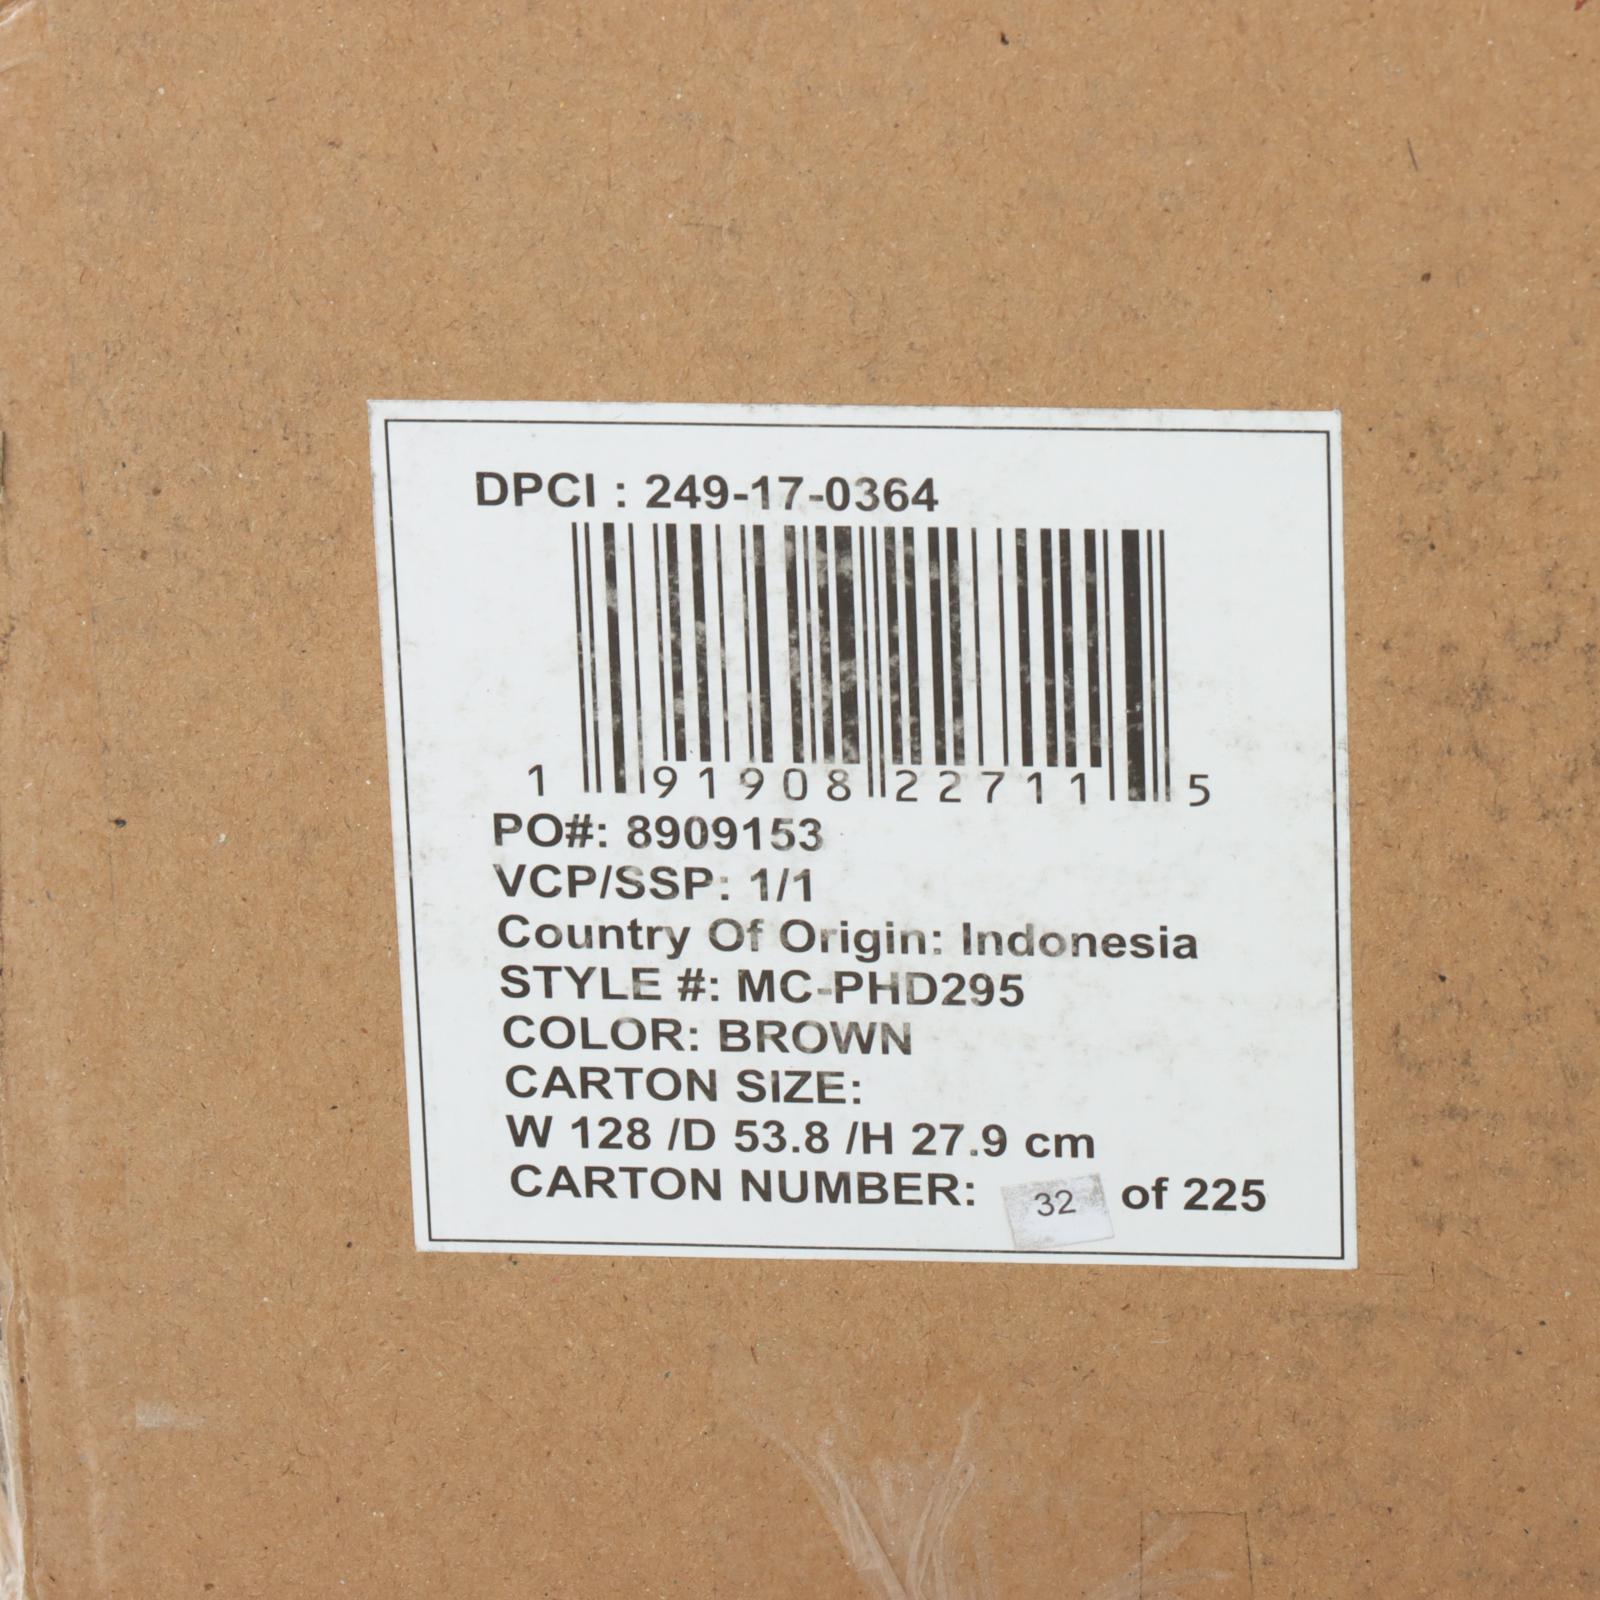 DPCI : 249-17-0364
1 91908 22711 5
PO#: 8909153
VCP/SSP: 1/1
Country Of Origin: Indonesia
STYLE #: MC-PHD295
COLOR: BROWN
CARTON SIZE:
W 128 /D 53.8 /H 27.9 cm
CARTON NUMBER: 32 of 225